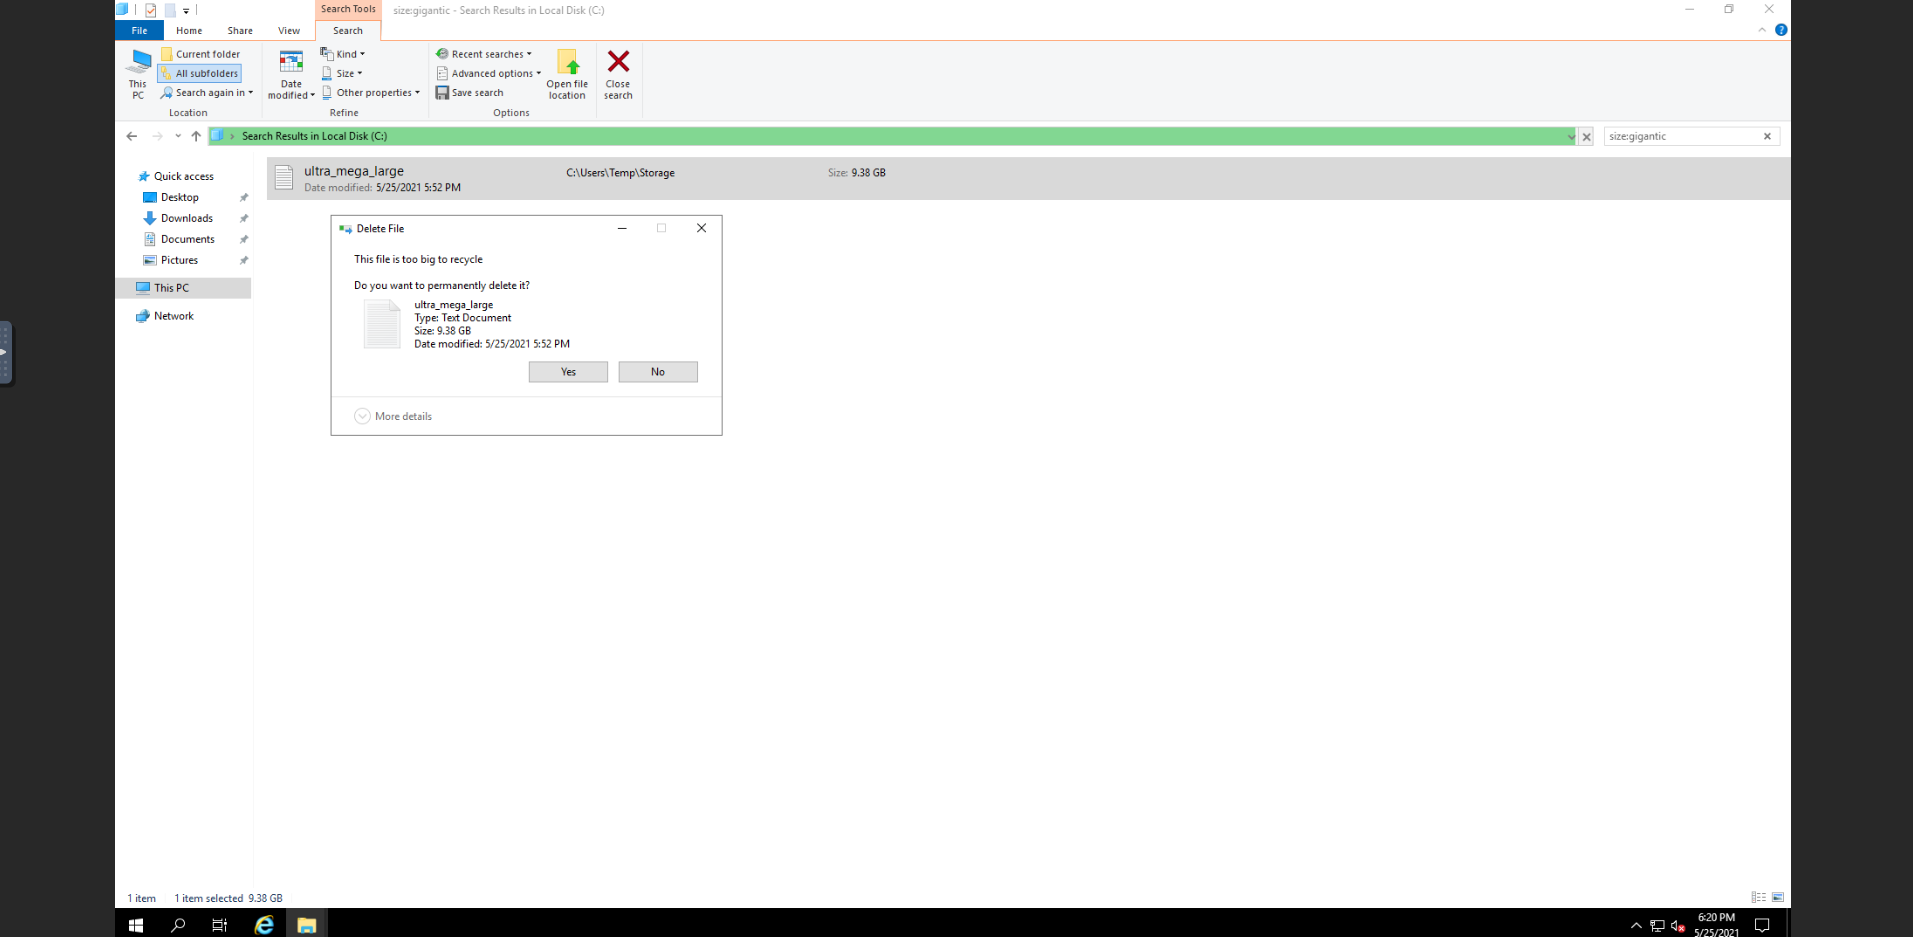 Search Tools
size:gigantic - Search Results in Local Disk (C:)
File
Home
Share
View
Search
This PC
Current folder
All subfolders
Search again in
Location
Date modified
Kind
Size
Other properties
Refine
Recent searches
Advanced options
Save search
Options
Open file location
Close search
Search Results in Local Disk (C:)
size:gigantic
Quick access
Desktop
Downloads
Documents
Pictures
This PC
Network
ultra_mega_large
Date modified: 5/25/2021 5:52 PM
C:\Users\Temp\Storage
Size: 9.38 GB
Delete File
This file is too big to recycle
Do you want to permanently delete it?
ultra_mega_large
Type: Text Document
Size: 9.38 GB
Date modified: 5/25/2021 5:52 PM
Yes
No
More details
1 item
1 item selected 9.38 GB
6:20 PM
5/25/2021